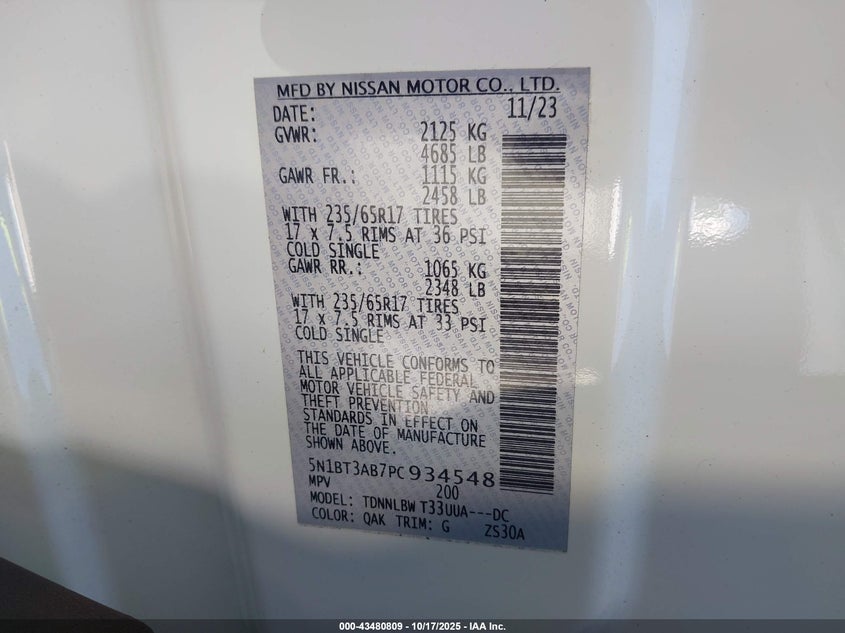 MFD BY NISSAN MOTOR CO., LTD.
DATE: 11/23
GVWR: 2125 KG
4685 LB
GAWR FR.: 1115 KG
2458 LB
WITH 235/65R17 TIRES
17 x 7.5 RIMS AT 36 PSI
COLD SINGLE
GAWR RR.: 1065 KG
2348 LB
WITH 235/65R17 TIRES
17 x 7.5 RIMS AT 33 PSI
COLD SINGLE
THIS VEHICLE CONFORMS TO
ALL APPLICABLE FEDERAL
MOTOR VEHICLE SAFETY AND
THEFT PREVENTION
STANDARDS IN EFFECT ON
THE DATE OF MANUFACTURE
SHOWN ABOVE.
5N1BT3AB7PC934548
MPV 200
MODEL: TDNNLBW T33UUA---DC
COLOR: QAK TRIM: G ZS30A
000-43480809 - 10/17/2025 - IAA Inc.